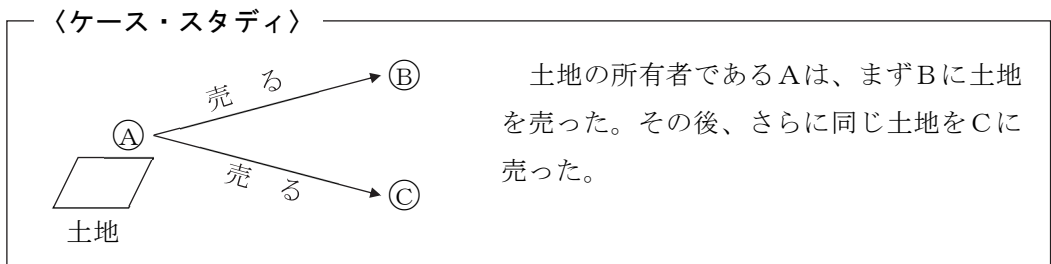 〈ケース・スタディ〉
売る
Ⓑ
Ⓐ
売る
Ⓒ
土地
土地の所有者であるAは、まずBに土地
を売った。その後、さらに同じ土地をCに
売った。